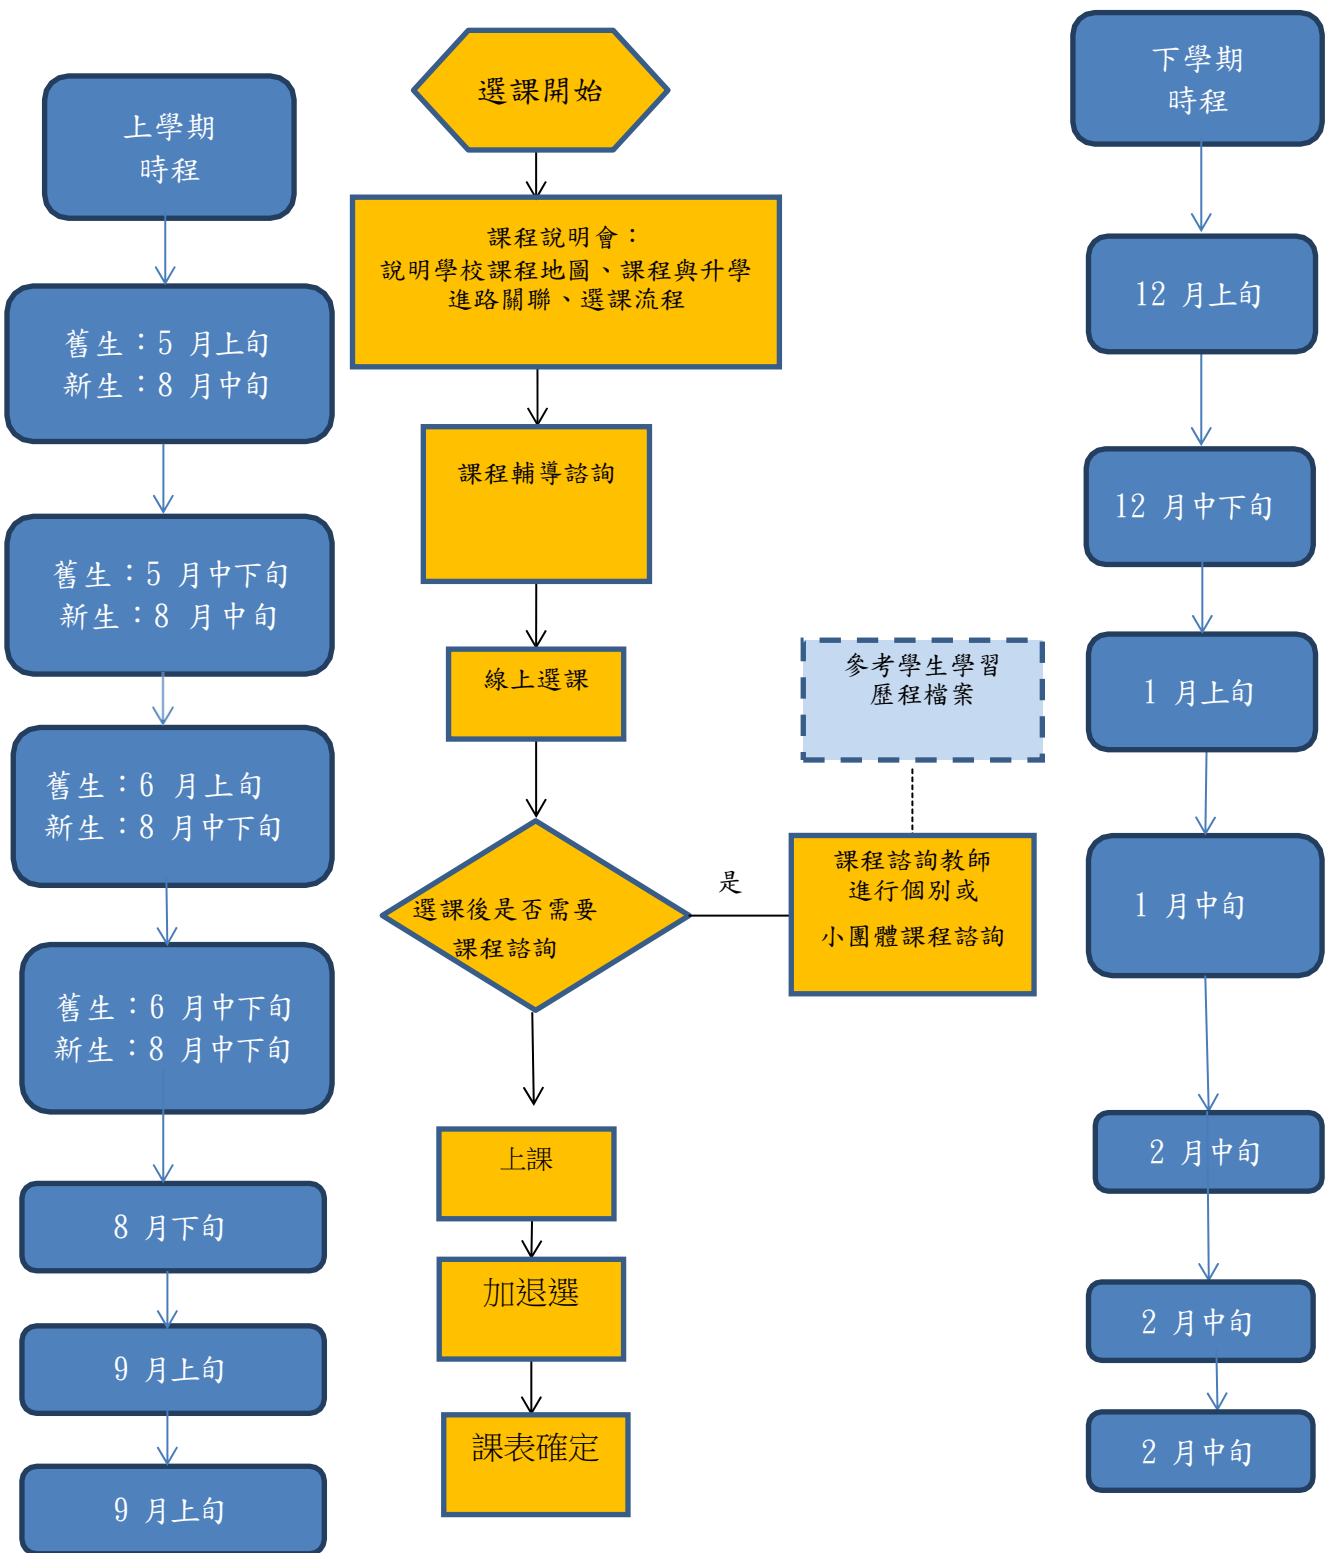 上學期
時程
舊生：5 月上旬
新生：8 月中旬
舊生：5 月中下旬
新生：8 月中旬
舊生：6 月上旬
新生：8 月中下旬
舊生：6 月中下旬
新生：8 月中下旬
8 月下旬
9 月上旬
9 月上旬
選課開始
課程說明會：
說明學校課程地圖、課程與升學
進路關聯、選課流程
課程輔導諮詢
線上選課
選課後是否需要
課程諮詢
是
參考學生學習
歷程檔案
課程諮詢教師
進行個別或
小團體課程諮詢
上課
加退選
課表確定
下學期
時程
12 月上旬
12 月中下旬
1 月上旬
1 月中旬
2 月中旬
2 月中旬
2 月中旬